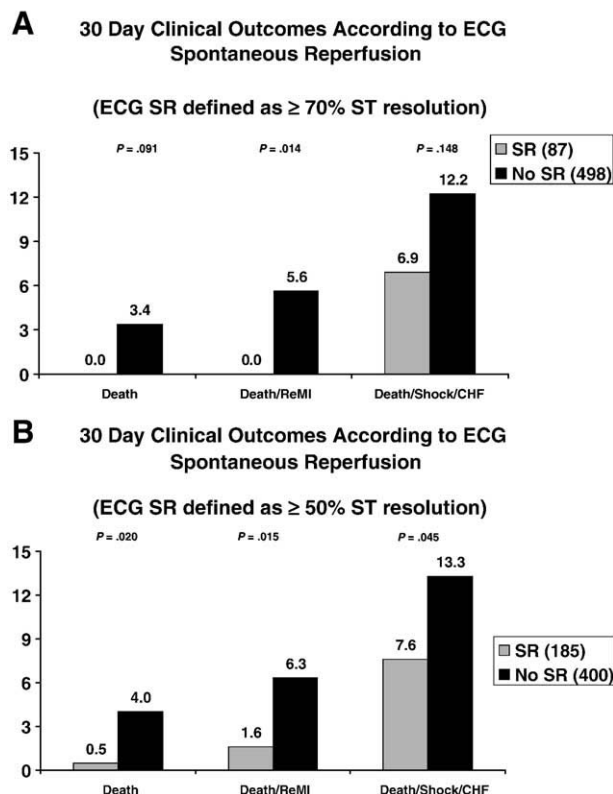 A
30 Day Clinical Outcomes According to ECG
Spontaneous Reperfusion
(ECG SR defined as ≥ 70% ST resolution)
P = .091 P = .014 P = .148
SR (87)
No SR (498)
15
12
9
6
3
0
0.0 3.4 0.0 5.6 6.9 12.2
Death Death/ReMI Death/Shock/CHF
B
30 Day Clinical Outcomes According to ECG
Spontaneous Reperfusion
(ECG SR defined as ≥ 50% ST resolution)
P = .020 P = .015 P = .045
15
12
9
6
3
0
0.5 4.0 1.6 6.3 7.6 13.3
SR (185)
No SR (400)
Death Death/ReMI Death/Shock/CHF